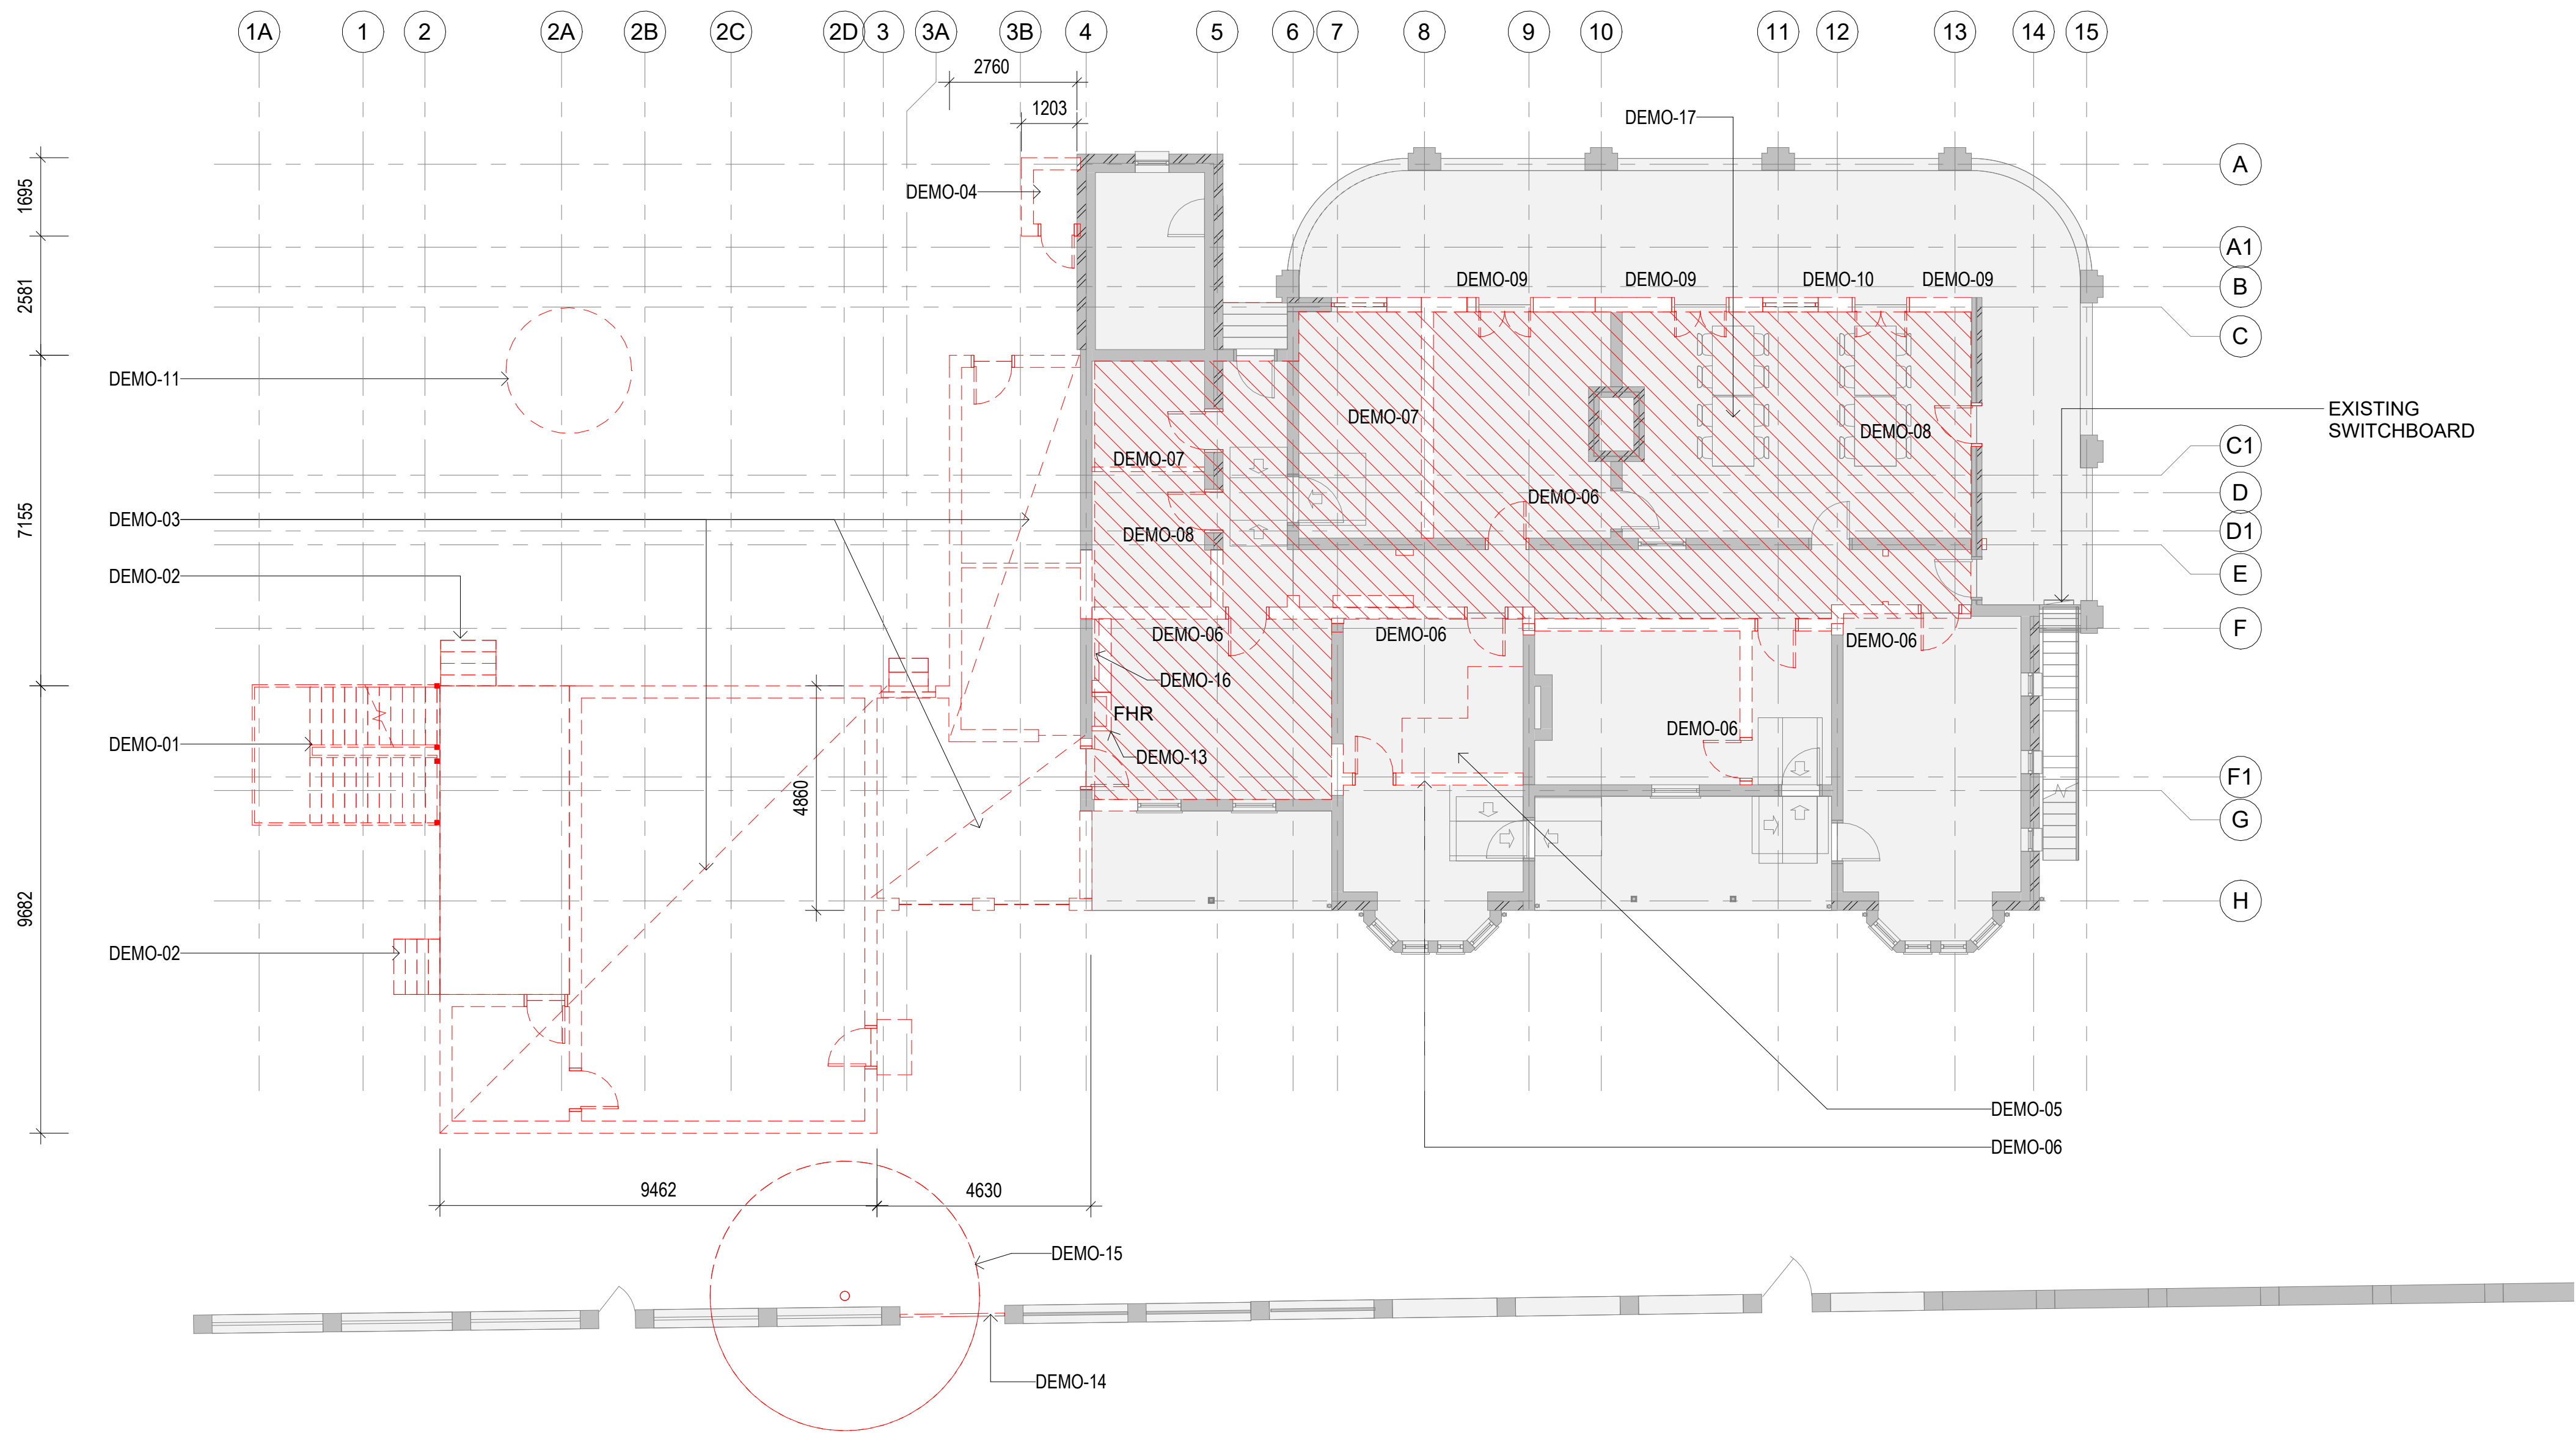 1A 1 2 2A 2B 2C 2D 3 3A 3B 4 5 6 7 8 9 10 11 12 13 14 15
2760
1203
DEMO-17
A
1695
DEMO-04
A1
2581
DEMO-09 DEMO-09 DEMO-10 DEMO-09
B
C
DEMO-11
DEMO-07
EXISTING
SWITCHBOARD
DEMO-08
C1
DEMO-07
D
DEMO-06
7155
DEMO-03
D1
DEMO-08
E
DEMO-02
F
DEMO-06 DEMO-06 DEMO-06
DEMO-16
FHR
DEMO-06
DEMO-01
DEMO-13
F1
4860
G
9682
H
DEMO-02
DEMO-05
DEMO-06
9462 4630
DEMO-15
DEMO-14